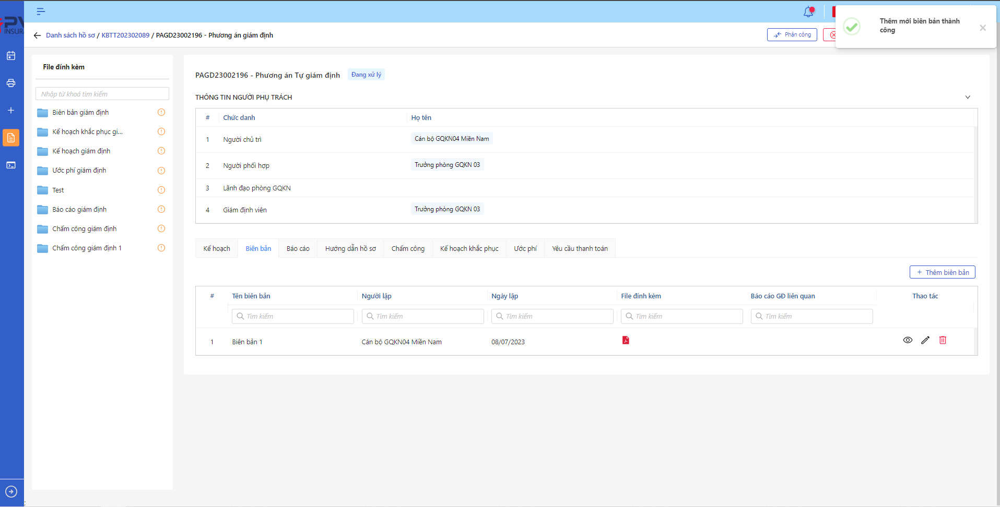 Thêm mới biên bản thành
công
Danh sách hồ sơ / KBTT202302089 / PAGD23002196 - Phương án giám định
Phân công
File đính kèm
Nhập từ khoá tìm kiếm
Biên bản giám định
Kế hoạch khắc phục gi...
Kế hoạch giám định
Ước phí giám định
Test
Báo cáo giám định
Chấm công giám định
Chấm công giám định 1
PAGD23002196 - Phương án Tự giám định Đang xử lý
THÔNG TIN NGƯỜI PHỤ TRÁCH
# Chức danh Họ tên
1 Người chủ trì Cán bộ GQKN04 Miền Nam
2 Người phối hợp Trưởng phòng GQKN 03
3 Lãnh đạo phòng GQKN
4 Giám định viên Trưởng phòng GQKN 03
Kế hoạch Biên bản Báo cáo Hướng dẫn hồ sơ Chấm công Kế hoạch khắc phục Ước phí Yêu cầu thanh toán
+ Thêm biên bản
# Tên biên bản Người lập Ngày lập File đính kèm Báo cáo GĐ liên quan Thao tác
Tìm kiếm Tìm kiếm Tìm kiếm Tìm kiếm Tìm kiếm
1 Biên bản 1 Cán bộ GQKN04 Miền Nam 08/07/2023